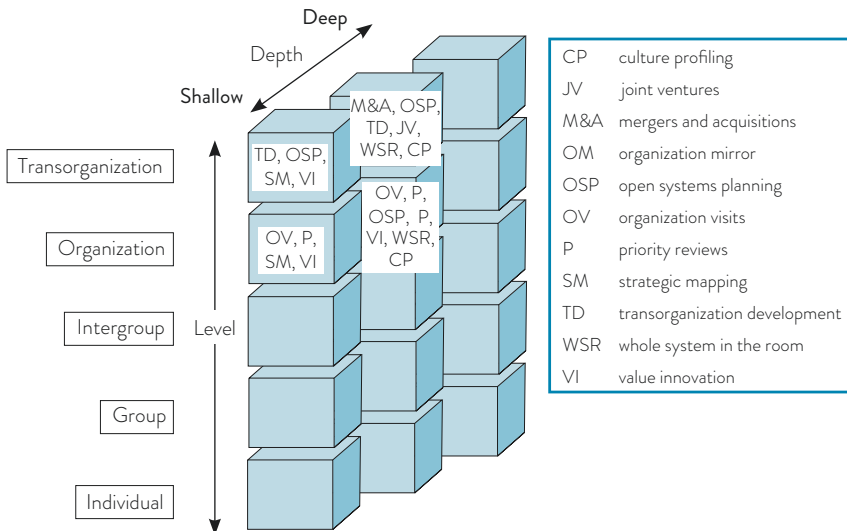 Deep
Depth
Shallow
M&A, OSP,
TD, JV,
WSR, CP
TD, OSP,
SM, VI
OV, P,
OSP, P,
VI, WSR,
CP
OV, P,
SM, VI
Transorganization
Organization
Intergroup
Level
Group
Individual
CP culture profiling
JV joint ventures
M&A mergers and acquisitions
OM organization mirror
OSP open systems planning
OV organization visits
P priority reviews
SM strategic mapping
TD transorganization development
WSR whole system in the room
VI value innovation